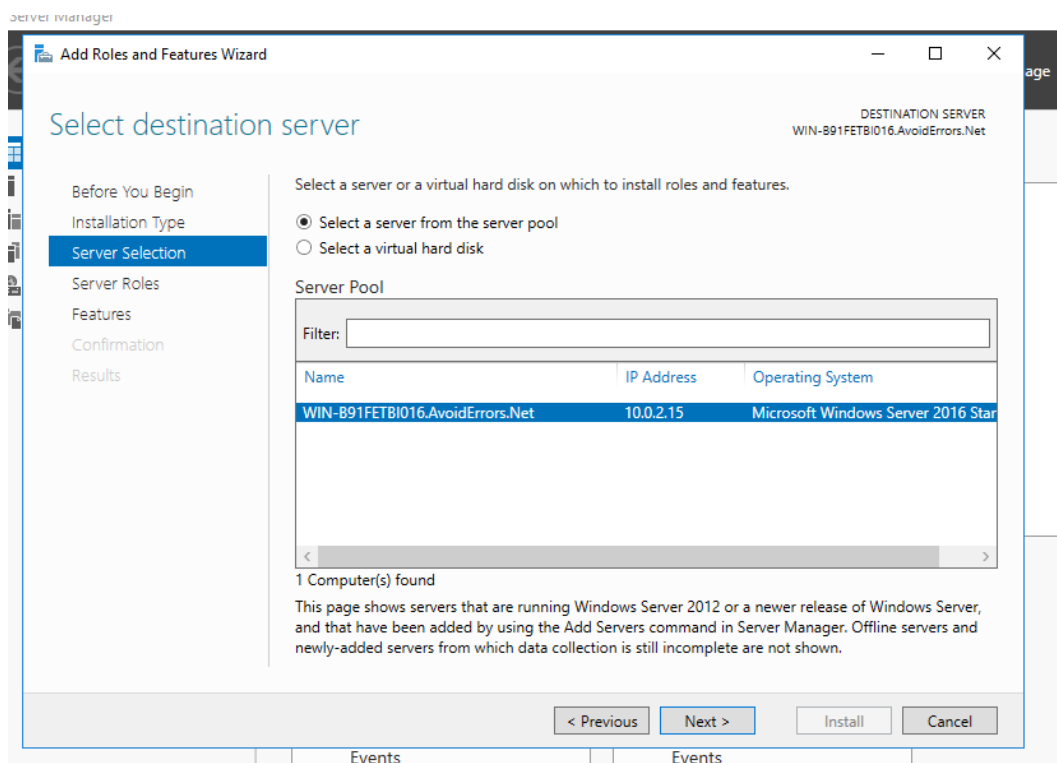 Server Manager
Add Roles and Features Wizard
age
Select destination server
DESTINATION SERVER
WIN-B91FETBI016.AvoidErrors.Net
Before You Begin
Installation Type
Server Selection
Server Roles
Features
Confirmation
Results
Select a server or a virtual hard disk on which to install roles and features.
Select a server from the server pool
Select a virtual hard disk
Server Pool
Filter:
Name IP Address Operating System
WIN-B91FETBI016.AvoidErrors.Net 10.0.2.15 Microsoft Windows Server 2016 Star
1 Computer(s) found
This page shows servers that are running Windows Server 2012 or a newer release of Windows Server,
and that have been added by using the Add Servers command in Server Manager. Offline servers and
newly-added servers from which data collection is still incomplete are not shown.
< Previous Next > Install Cancel
Events Events